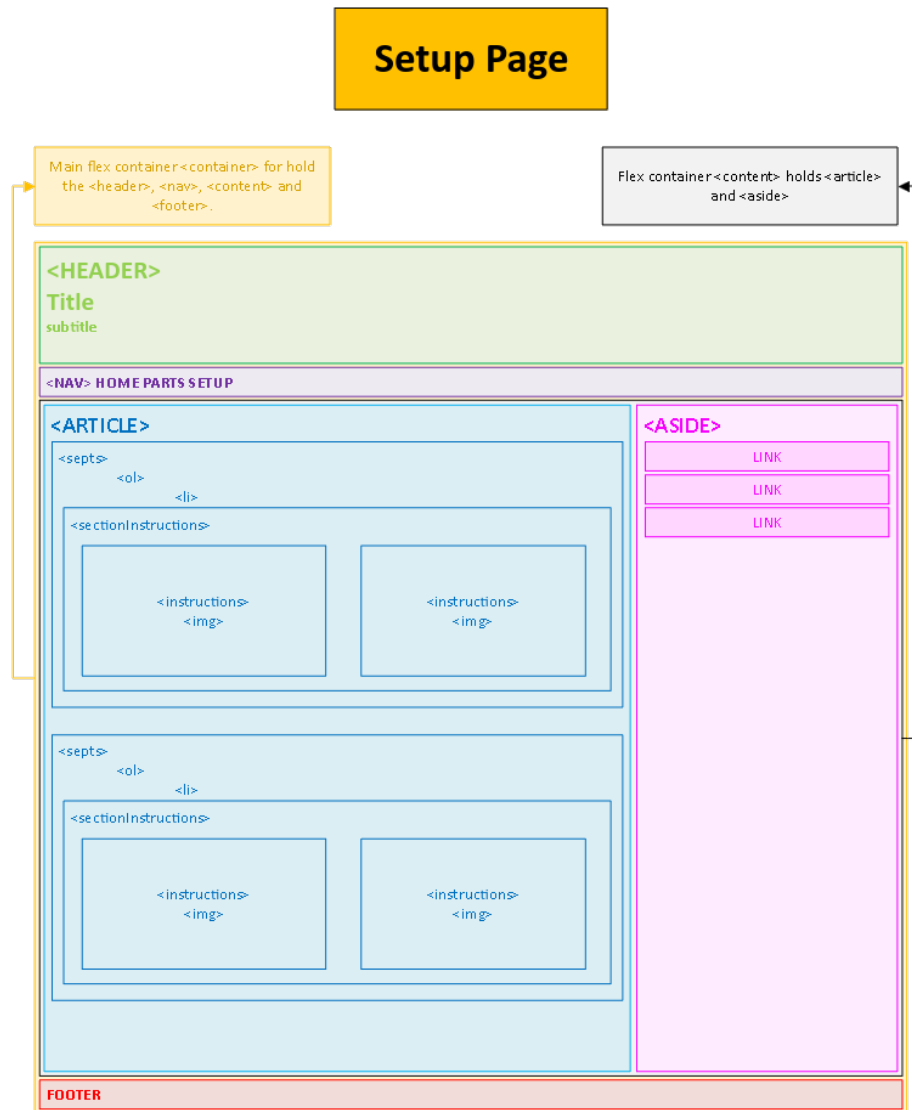 Setup Page
Main flex container <container> for hold
the <header>, <nav>, <content> and
<footer>.
Flex container <content> holds <article>
and <aside>
<HEADER>
Title
subtitle
<NAV> HOME PARTS SETUP
<ARTICLE>
<septs>
<ol>
<li>
<sectionInstructions>
<instructions>
<img>
<instructions>
<img>
<septs>
<ol>
<li>
<sectionInstructions>
<instructions>
<img>
<instructions>
<img>
<ASIDE>
LINK
LINK
LINK
FOOTER